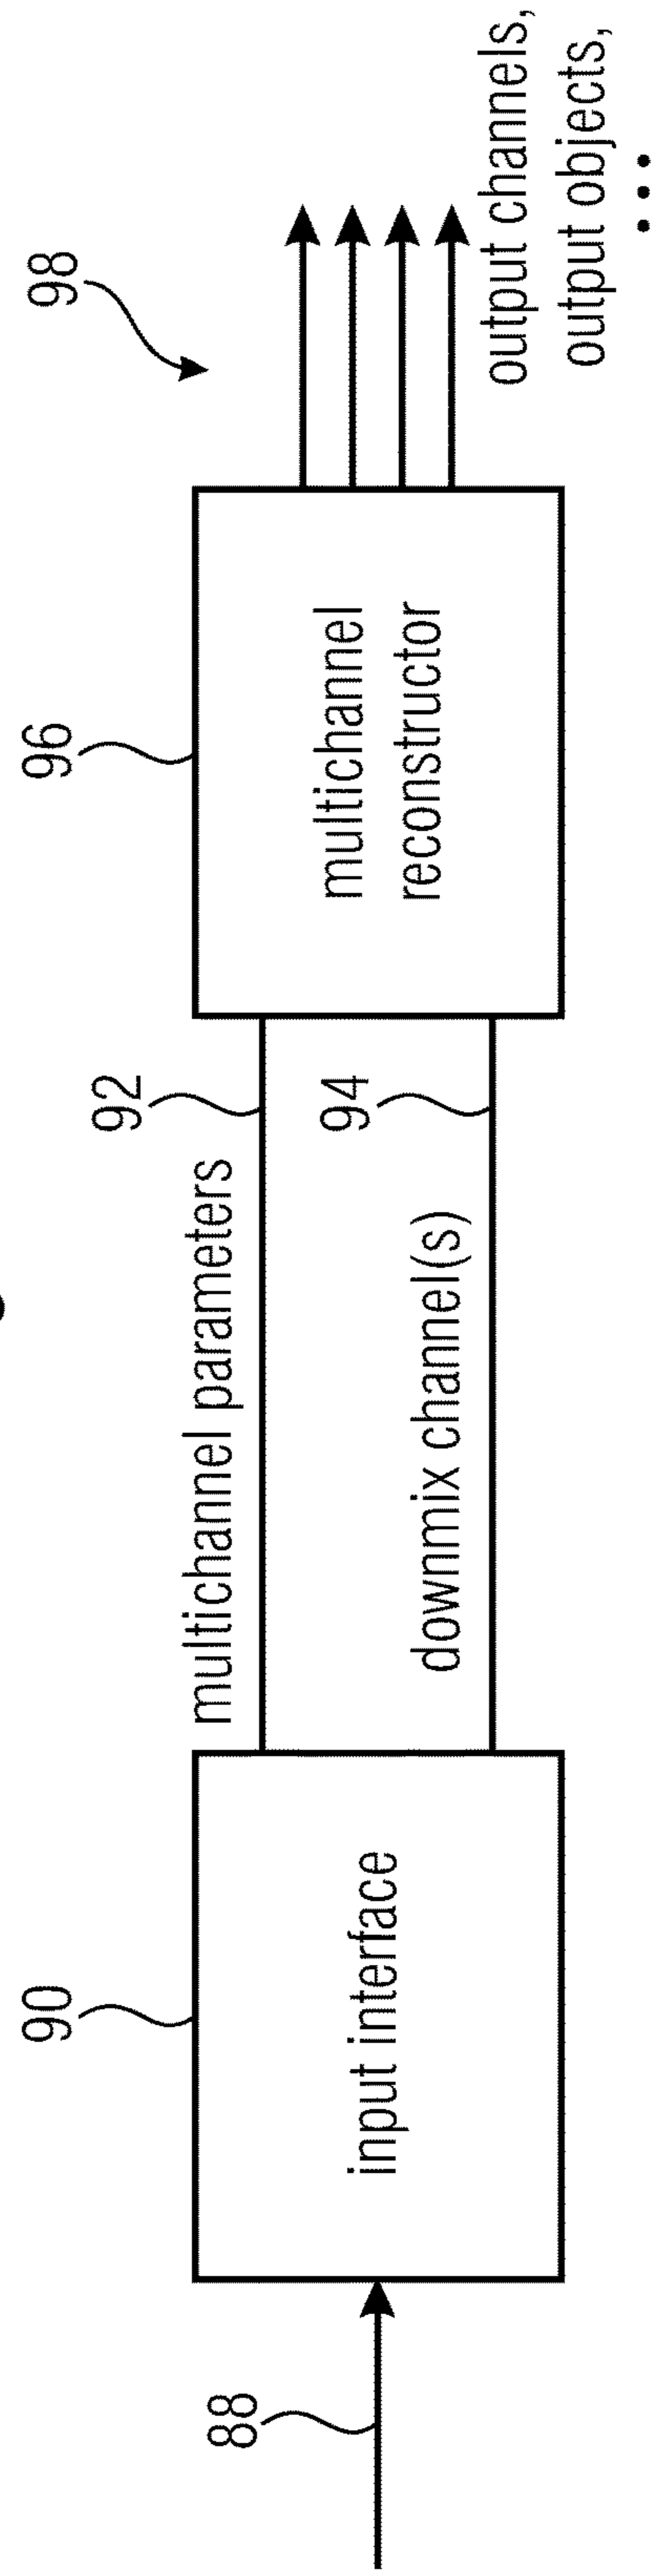 88
90
input interface
multichannel parameters
92
downmix channel(s)
94
96
multichannel
reconstructor
98
output channels,
output objects,
...